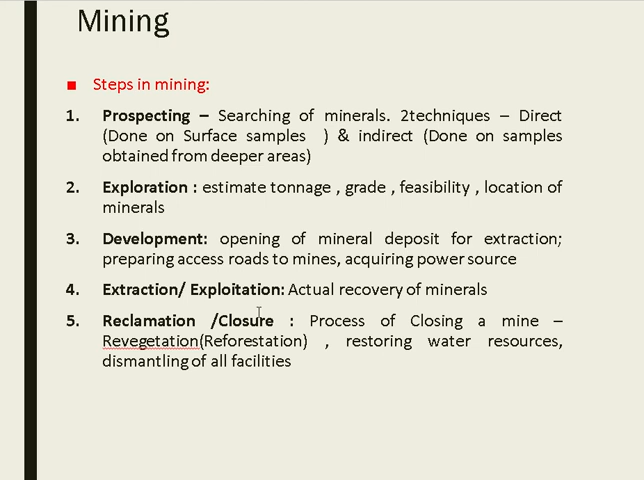 Mining
Steps in mining:
1. Prospecting – Searching of minerals. 2techniques – Direct
(Done on Surface samples ) & indirect (Done on samples
obtained from deeper areas)
2. Exploration : estimate tonnage , grade , feasibility , location of
minerals
3. Development: opening of mineral deposit for extraction;
preparing access roads to mines, acquiring power source
4. Extraction/ Exploitation: Actual recovery of minerals
5. Reclamation /Closure : Process of Closing a mine –
Revegetation(Reforestation) , restoring water resources,
dismantling of all facilities